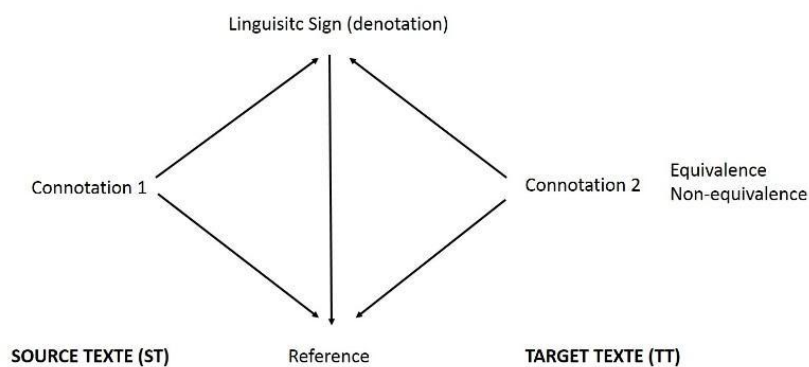 Linguisitc Sign (denotation)
Connotation 1
Connotation 2
Equivalence
Non-equivalence
SOURCE TEXTE (ST)
Reference
TARGET TEXTE (TT)